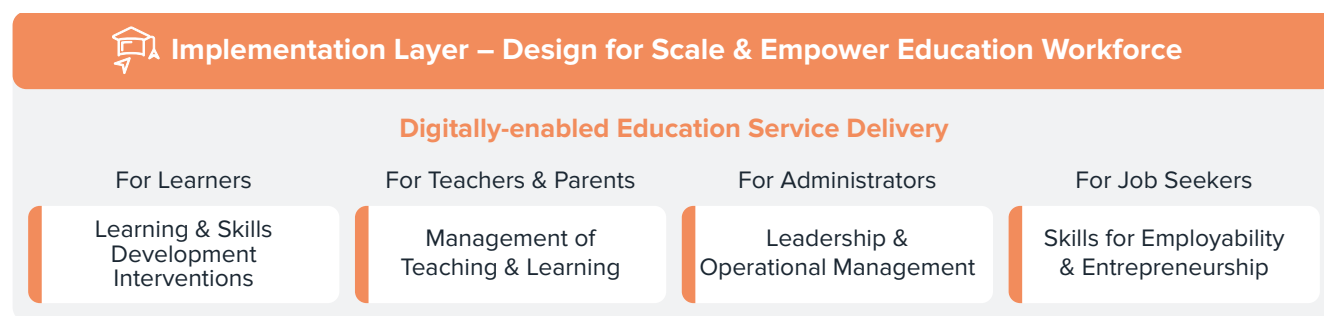 Implementation Layer – Design for Scale & Empower Education Workforce
Digitally-enabled Education Service Delivery
For Learners
Learning & Skills
Development
Interventions
For Teachers & Parents
Management of
Teaching & Learning
For Administrators
Leadership &
Operational Management
For Job Seekers
Skills for Employability
& Entrepreneurship